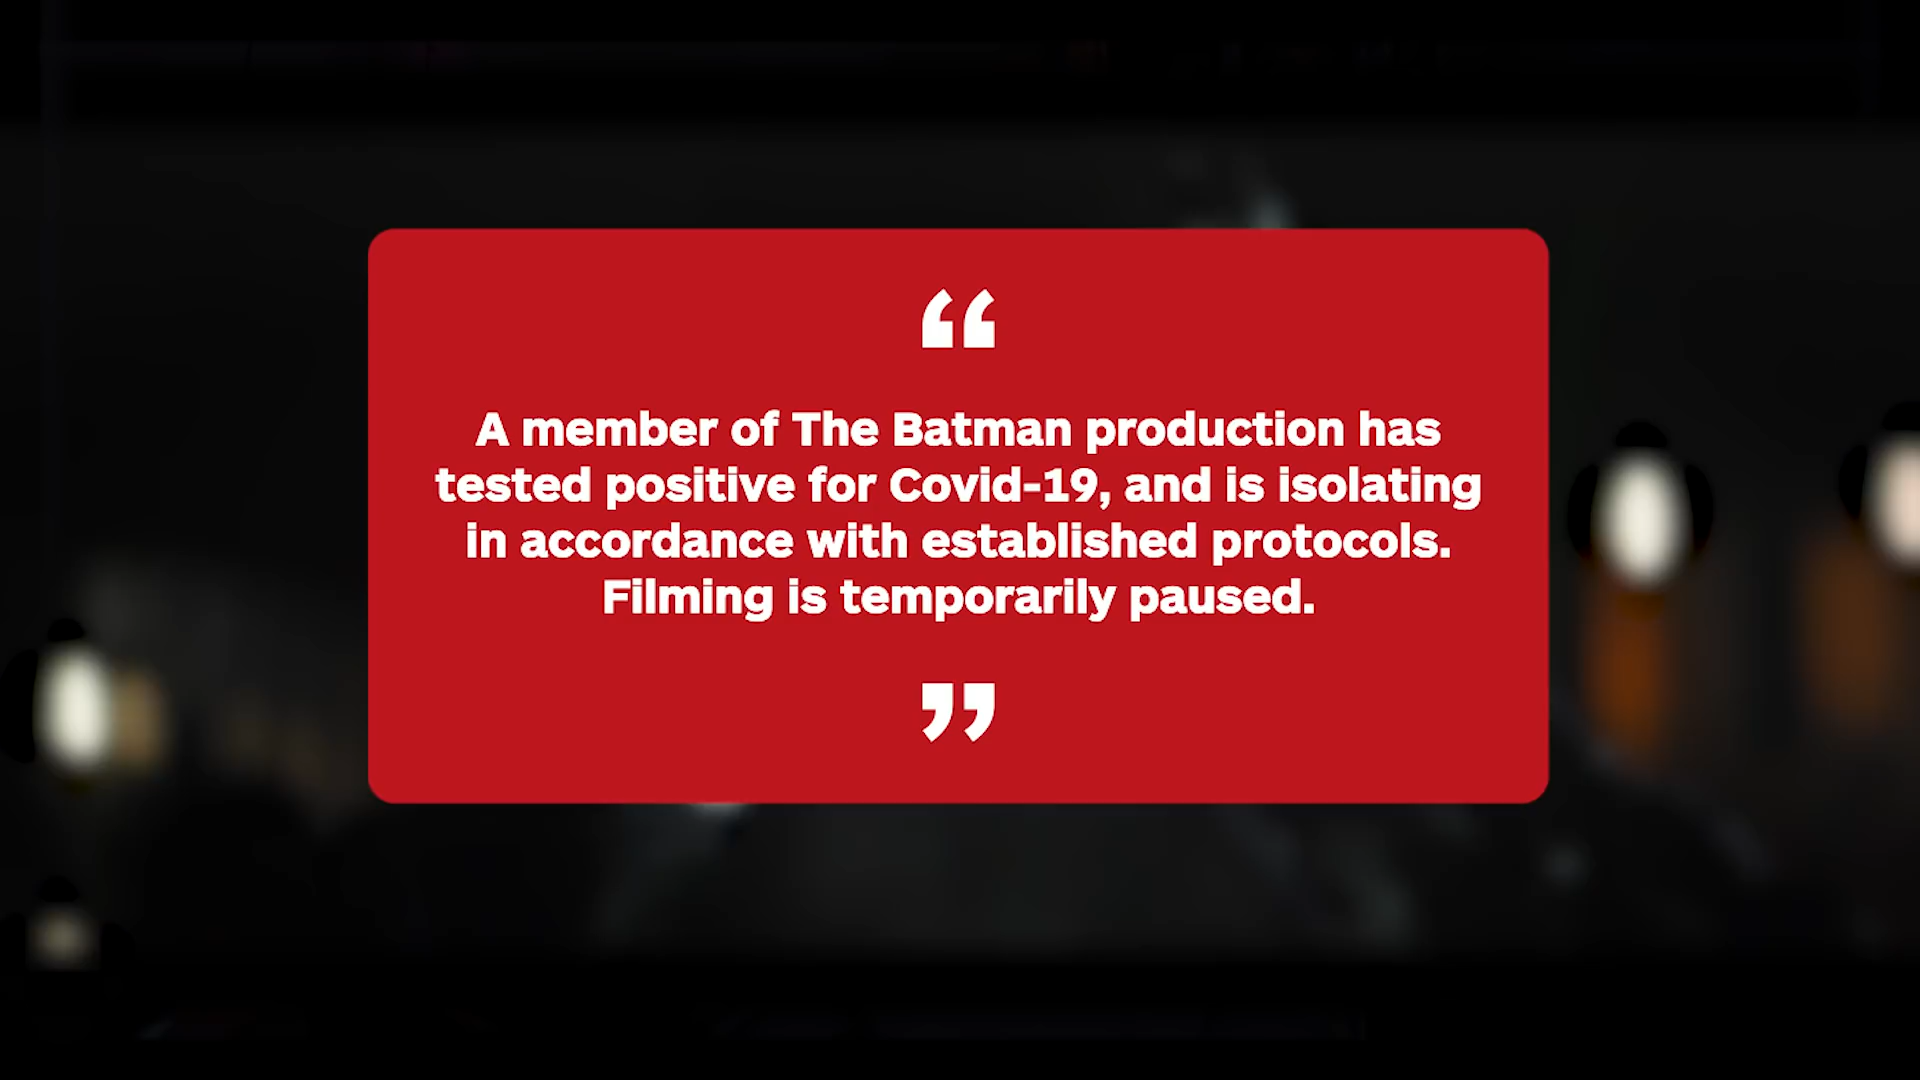 “
A member of The Batman production has
tested positive for Covid-19, and is isolating
in accordance with established protocols.
Filming is temporarily paused.
”